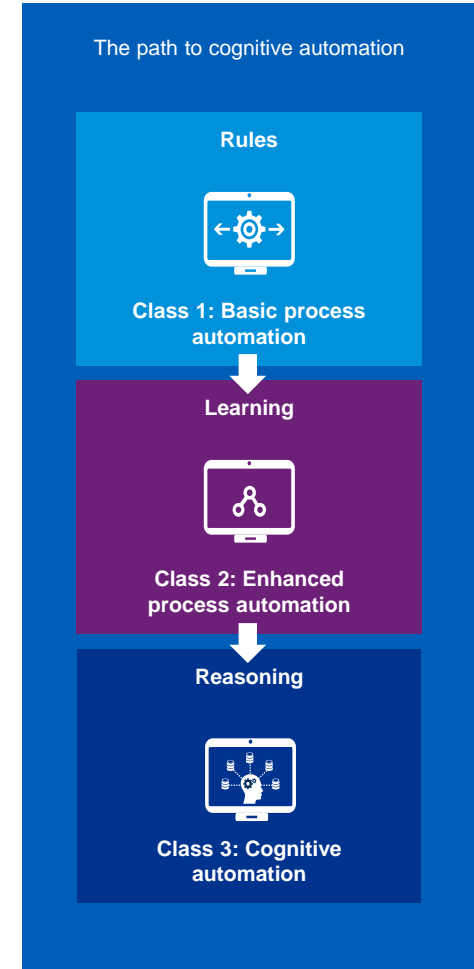 The path to cognitive automation
Rules
Class 1: Basic process
automation
Learning
Class 2: Enhanced
process automation
Reasoning
Class 3: Cognitive
automation